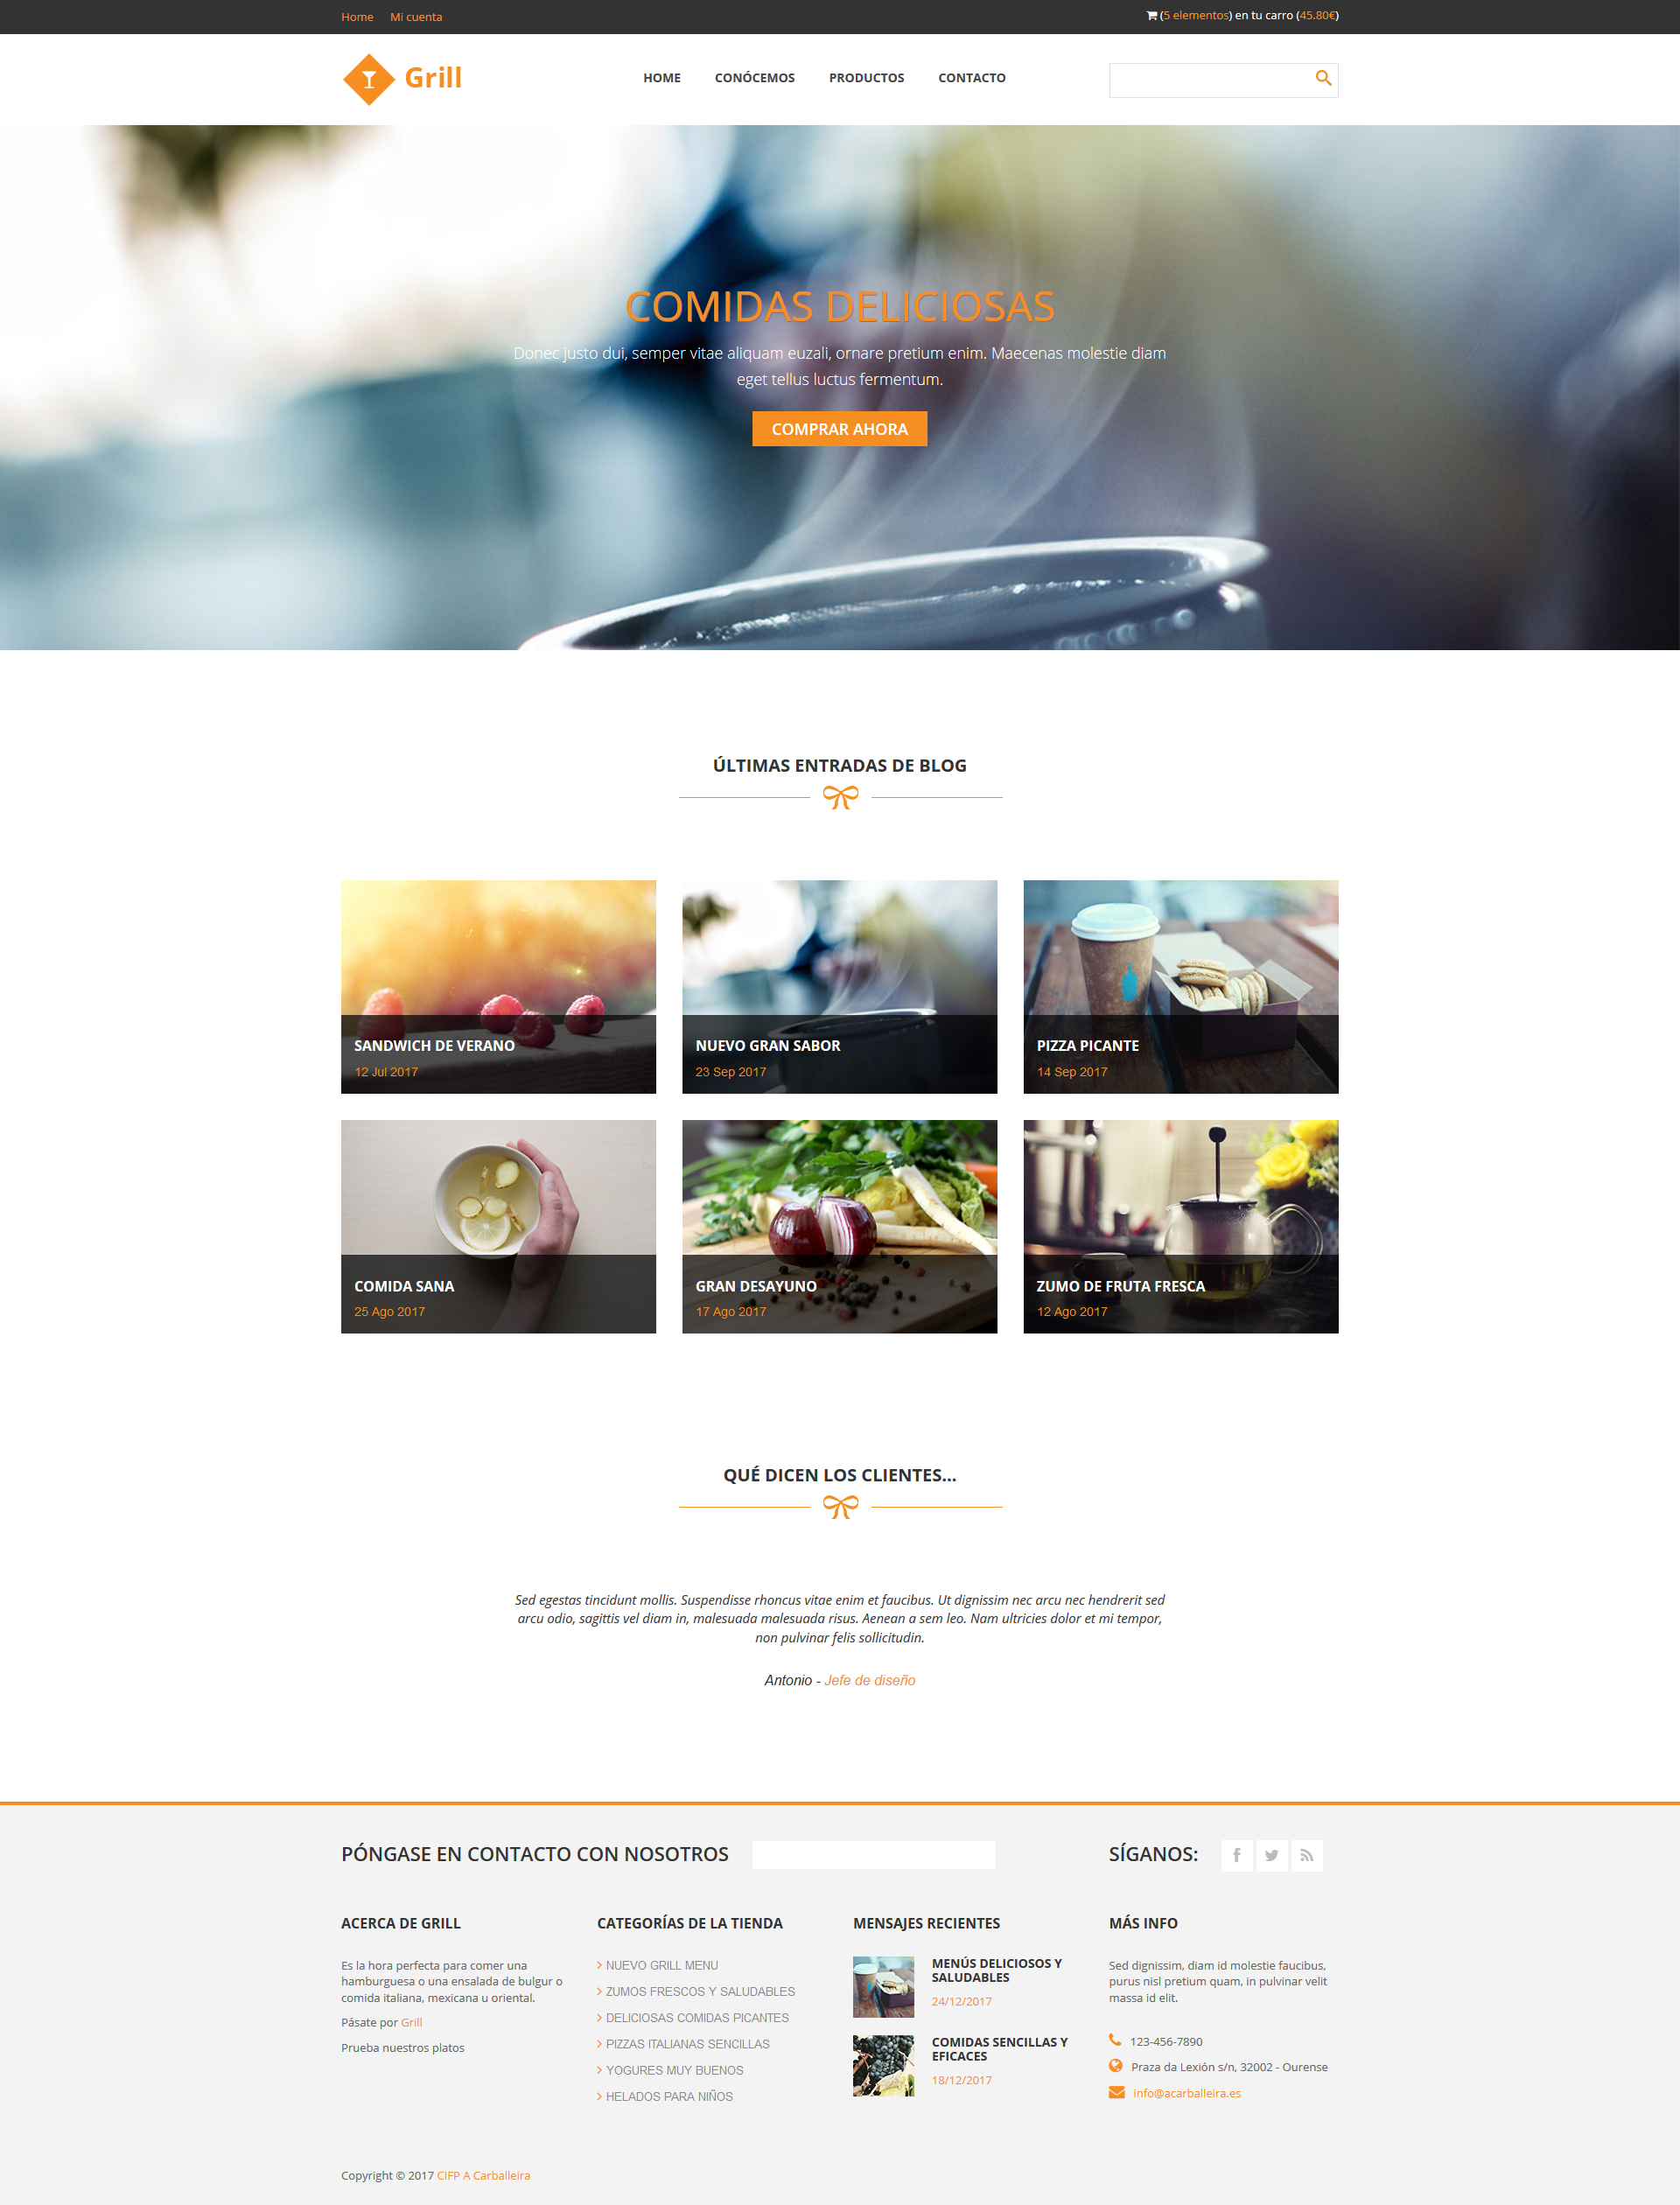 Home Mi cuenta
(5 elementos) en tu carro (45.80€)
Grill
HOME CONÓCEMOS PRODUCTOS CONTACTO
COMIDAS DELICIOSAS
Donec justo dui, semper vitae aliquam euzali, ornare pretium enim. Maecenas molestie diam
eget tellus luctus fermentum.
COMPRAR AHORA
ÚLTIMAS ENTRADAS DE BLOG
SANDWICH DE VERANO
12 Jul 2017
NUEVO GRAN SABOR
23 Sep 2017
PIZZA PICANTE
14 Sep 2017
COMIDA SANA
25 Ago 2017
GRAN DESAYUNO
17 Ago 2017
ZUMO DE FRUTA FRESCA
12 Ago 2017
QUÉ DICEN LOS CLIENTES...
Sed egestas tincidunt mollis. Suspendisse rhoncus vitae enim et faucibus. Ut dignissim nec arcu nec hendrerit sed
arcu odio, sagittis vel diam in, malesuada malesuada risus. Aenean a sem leo. Nam ultricies dolor et mi tempor,
non pulvinar felis sollicitudin.
Antonio - Jefe de diseño
PÓNGASE EN CONTACTO CON NOSOTROS
SÍGANOS:
ACERCA DE GRILL
Es la hora perfecta para comer una
hamburguesa o una ensalada de bulgur o
comida italiana, mexicana u oriental.
Pásate por Grill
Prueba nuestros platos
CATEGORÍAS DE LA TIENDA
NUEVO GRILL MENU
ZUMOS FRESCOS Y SALUDABLES
DELICIOSAS COMIDAS PICANTES
PIZZAS ITALIANAS SENCILLAS
YOGURES MUY BUENOS
HELADOS PARA NIÑOS
MENSAJES RECIENTES
MENÚS DELICIOSOS Y
SALUDABLES
24/12/2017
COMIDAS SENCILLAS Y
EFICACES
18/12/2017
MÁS INFO
Sed dignissim, diam id molestie faucibus,
purus nisl pretium quam, in pulvinar velit
massa id elit.
123-456-7890
Praza da Lexión s/n, 32002 - Ourense
info@acarballeira.es
Copyright © 2017 CIFP A Carballeira